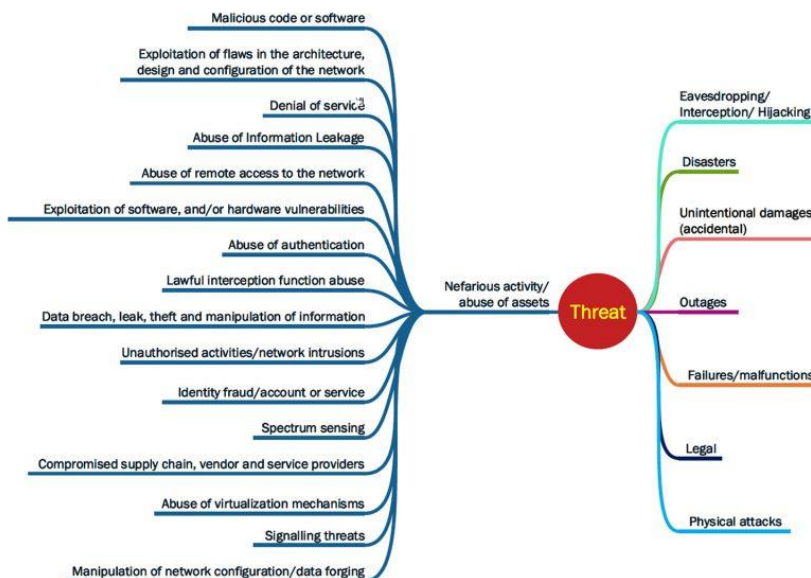 Malicious code or software
Exploitation of flaws in the architecture,
design and configuration of the network
Denial of service
Abuse of Information Leakage
Abuse of remote access to the network
Exploitation of software, and/or hardware vulnerabilities
Abuse of authentication
Lawful interception function abuse
Data breach, leak, theft and manipulation of information
Unauthorised activities/network intrusions
Identity fraud/account or service
Spectrum sensing
Compromised supply chain, vendor and service providers
Abuse of virtualization mechanisms
Signalling threats
Manipulation of network configuration/data forging
Nefarious activity/
abuse of assets
Threat
Eavesdropping/
Interception/ Hijacking
Disasters
Unintentional damages
(accidental)
Outages
Failures/malfunctions
Legal
Physical attacks